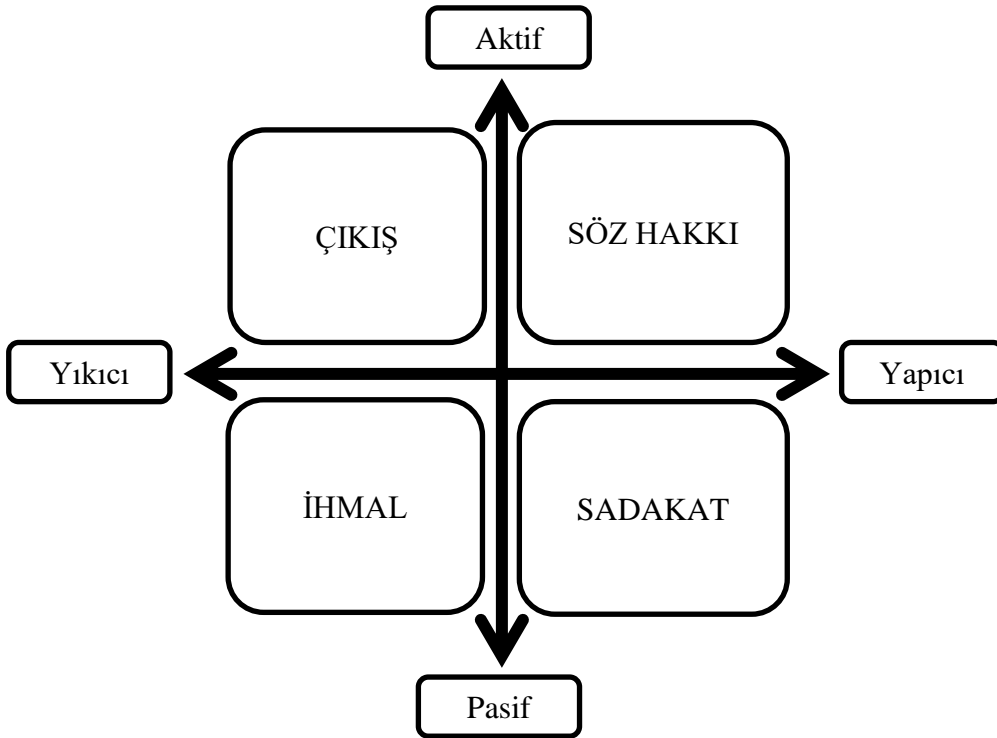 Aktif
ÇIKIŞ
SÖZ HAKKI
Yıkıcı
Yapıcı
İHMAL
SADAKAT
Pasif